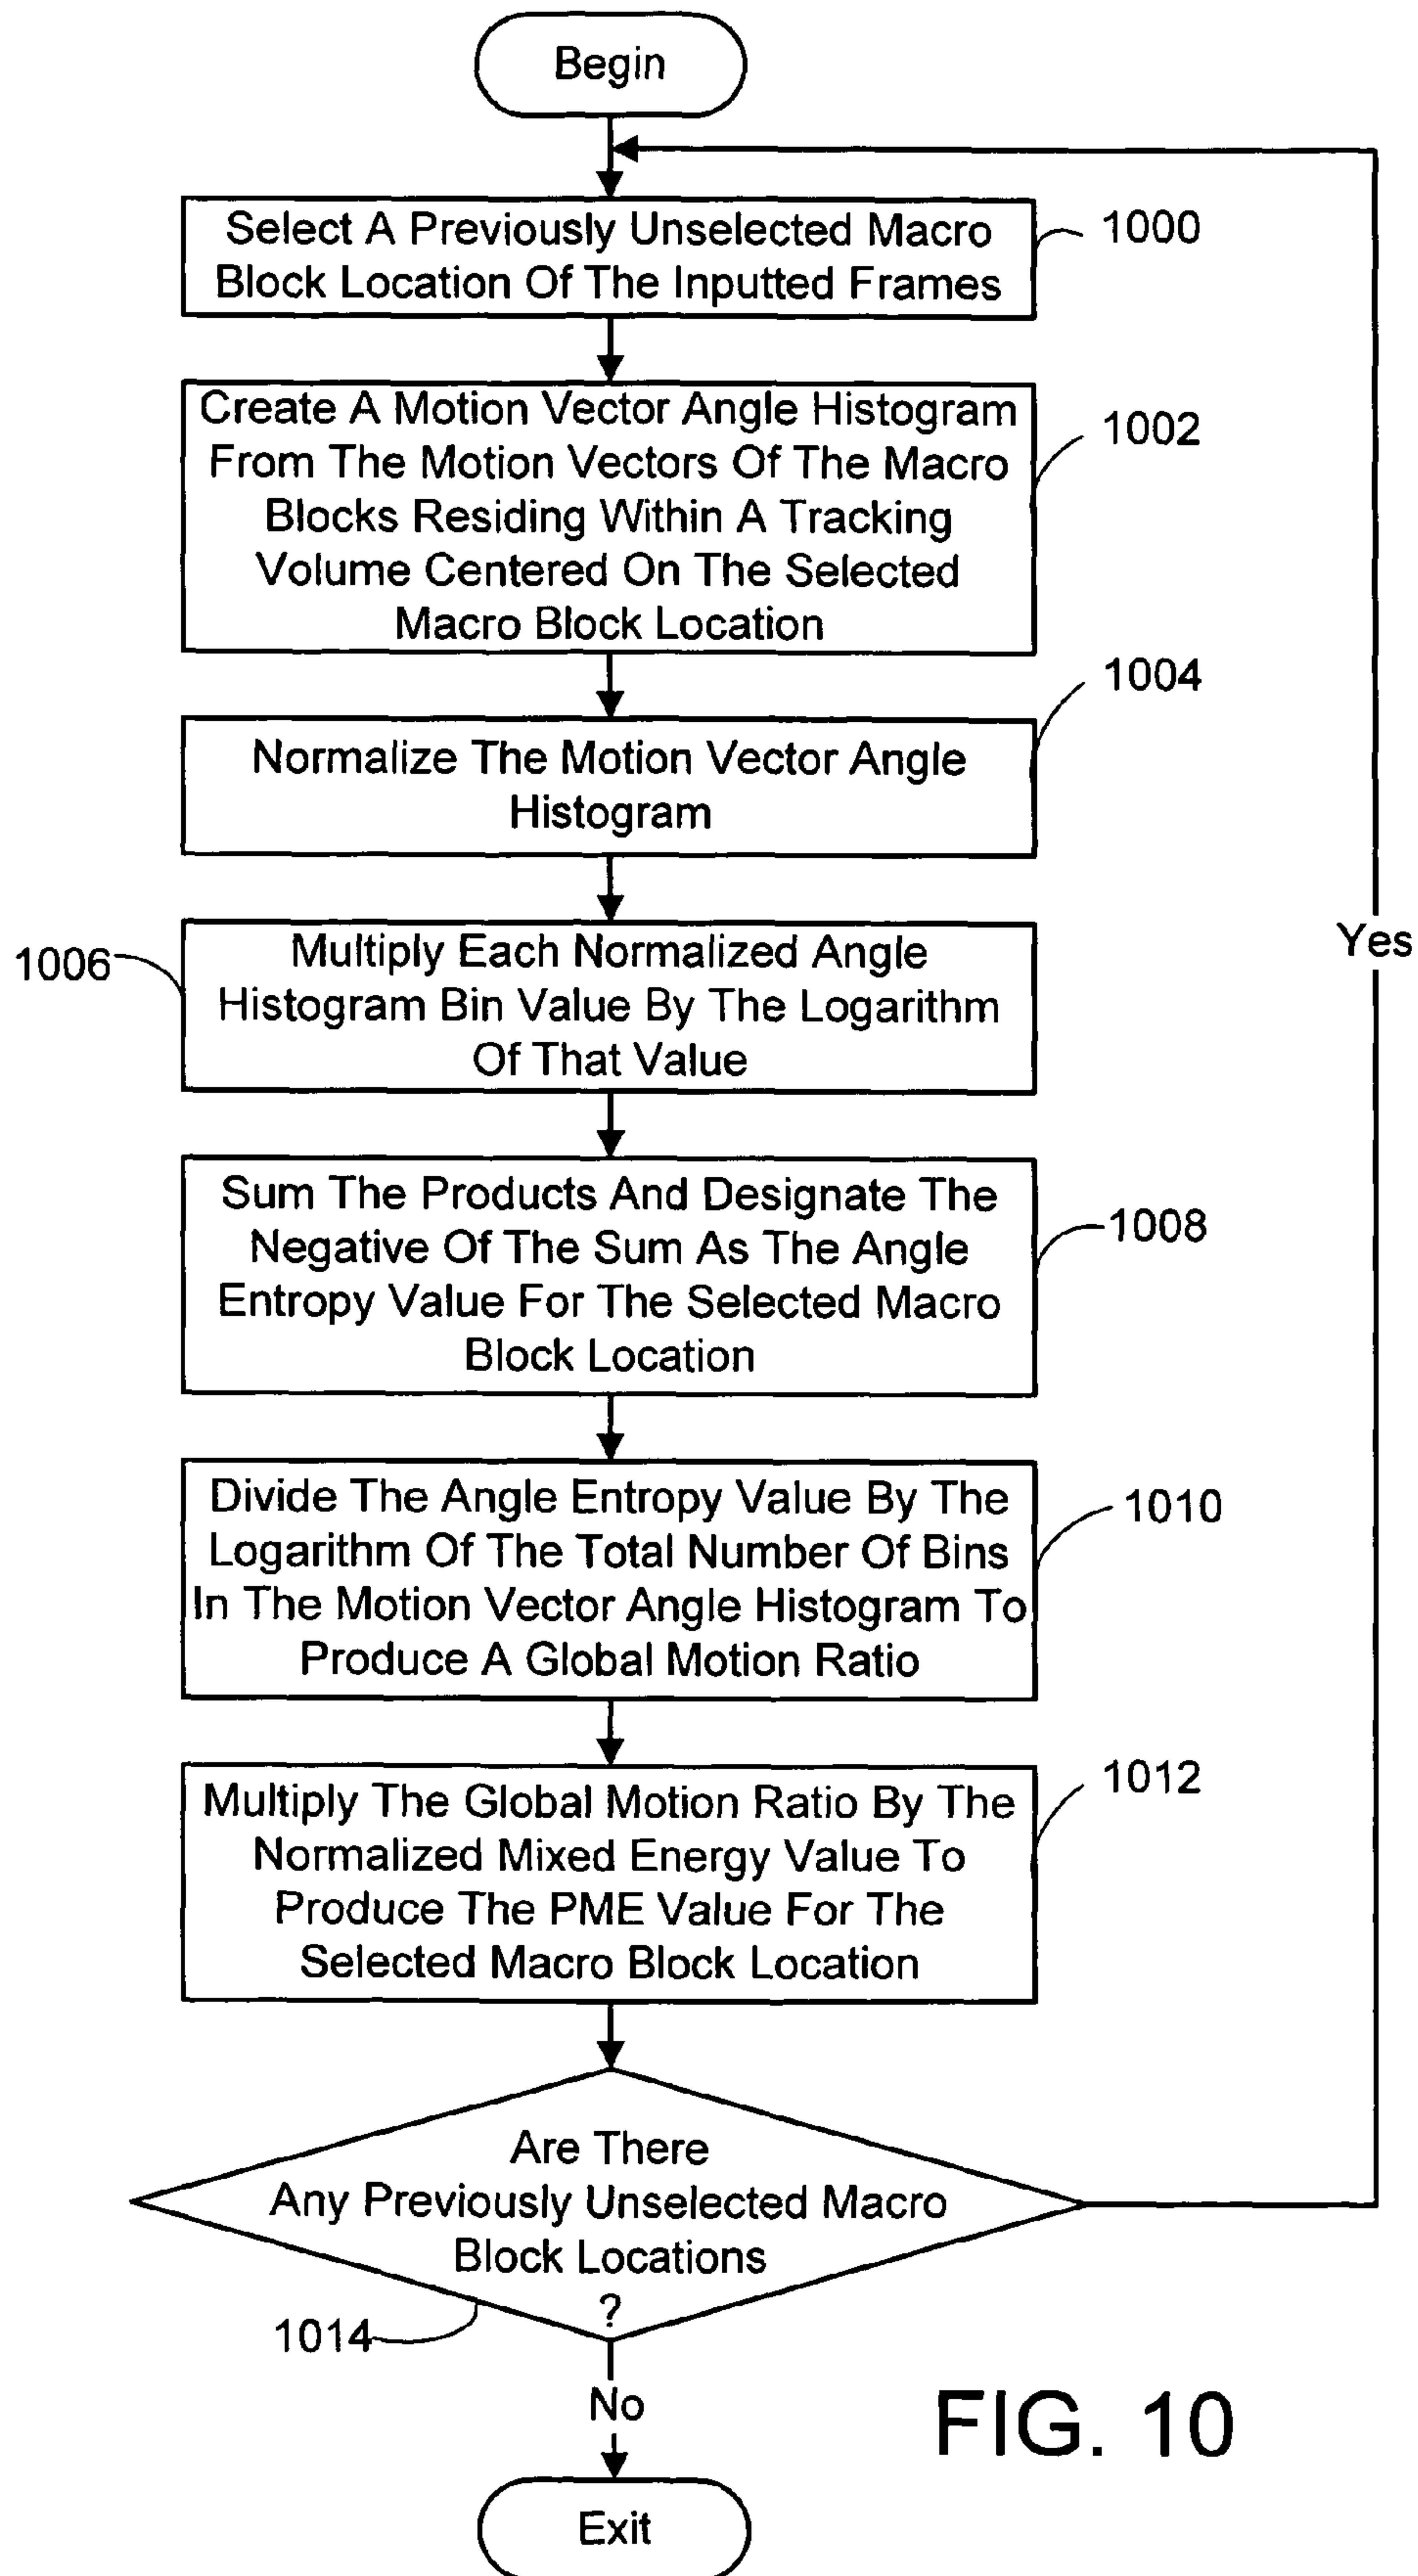 Begin
Select A Previously Unselected Macro
Block Location Of The Inputted Frames
1000
Create A Motion Vector Angle Histogram
From The Motion Vectors Of The Macro
Blocks Residing Within A Tracking
Volume Centered On The Selected
Macro Block Location
1002
Normalize The Motion Vector Angle
Histogram
1004
Multiply Each Normalized Angle
Histogram Bin Value By The Logarithm
Of That Value
1006
Yes
Sum The Products And Designate The
Negative Of The Sum As The Angle
Entropy Value For The Selected Macro
Block Location
1008
Divide The Angle Entropy Value By The
Logarithm Of The Total Number Of Bins
In The Motion Vector Angle Histogram To
Produce A Global Motion Ratio
1010
Multiply The Global Motion Ratio By The
Normalized Mixed Energy Value To
Produce The PME Value For The
Selected Macro Block Location
1012
Are There
Any Previously Unselected Macro
Block Locations
?
1014
No
Exit
FIG. 10